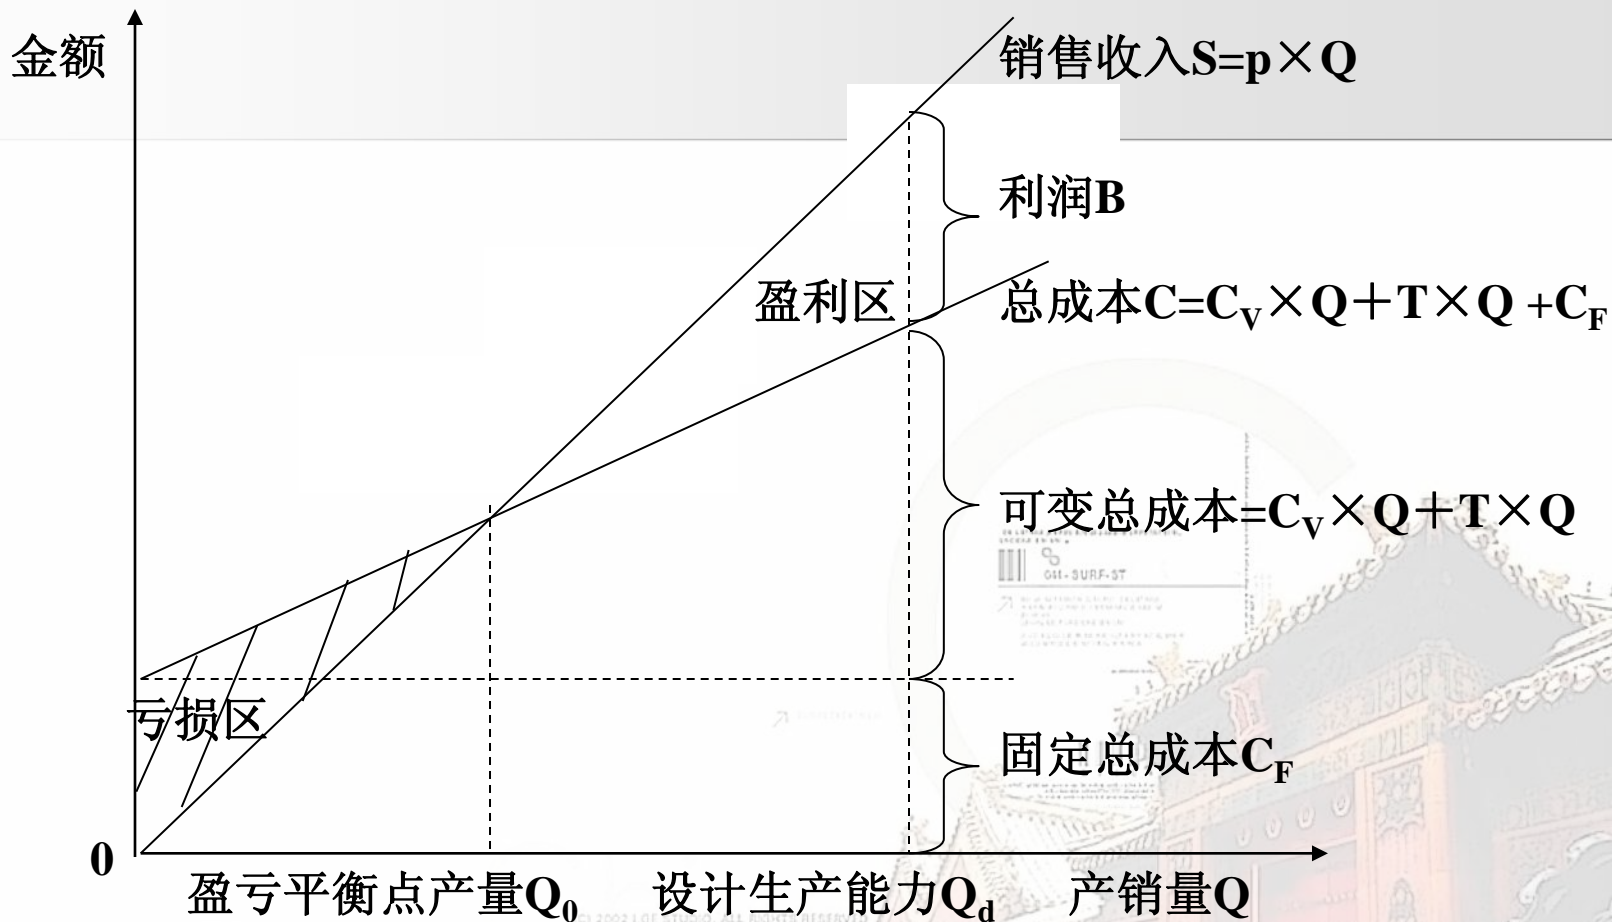 金额
销售收入S=p×Q
利润B
盈利区
总成本C=CV×Q＋T×Q +CF
可变总成本=CV×Q＋T×Q
044-SURF-ST
亏损区
固定总成本CF
0
盈亏平衡点产量Q0
设计生产能力Qd
产销量Q